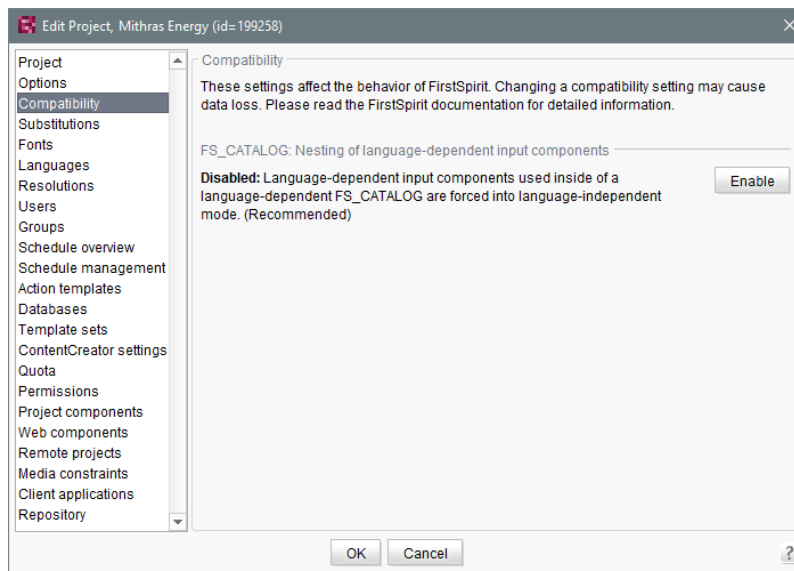 Edit Project, Mithras Energy (id=199258)
Project
Options
Compatibility
Substitutions
Fonts
Languages
Resolutions
Users
Groups
Schedule overview
Schedule management
Action templates
Databases
Template sets
ContentCreator settings
Quota
Permissions
Project components
Web components
Remote projects
Media constraints
Client applications
Repository
Compatibility
These settings affect the behavior of FirstSpirit. Changing a compatibility setting may cause
data loss. Please read the FirstSpirit documentation for detailed information.
FS_CATALOG: Nesting of language-dependent input components
Disabled: Language-dependent input components used inside of a
language-dependent FS_CATALOG are forced into language-independent
mode. (Recommended)
Enable
OK
Cancel
?